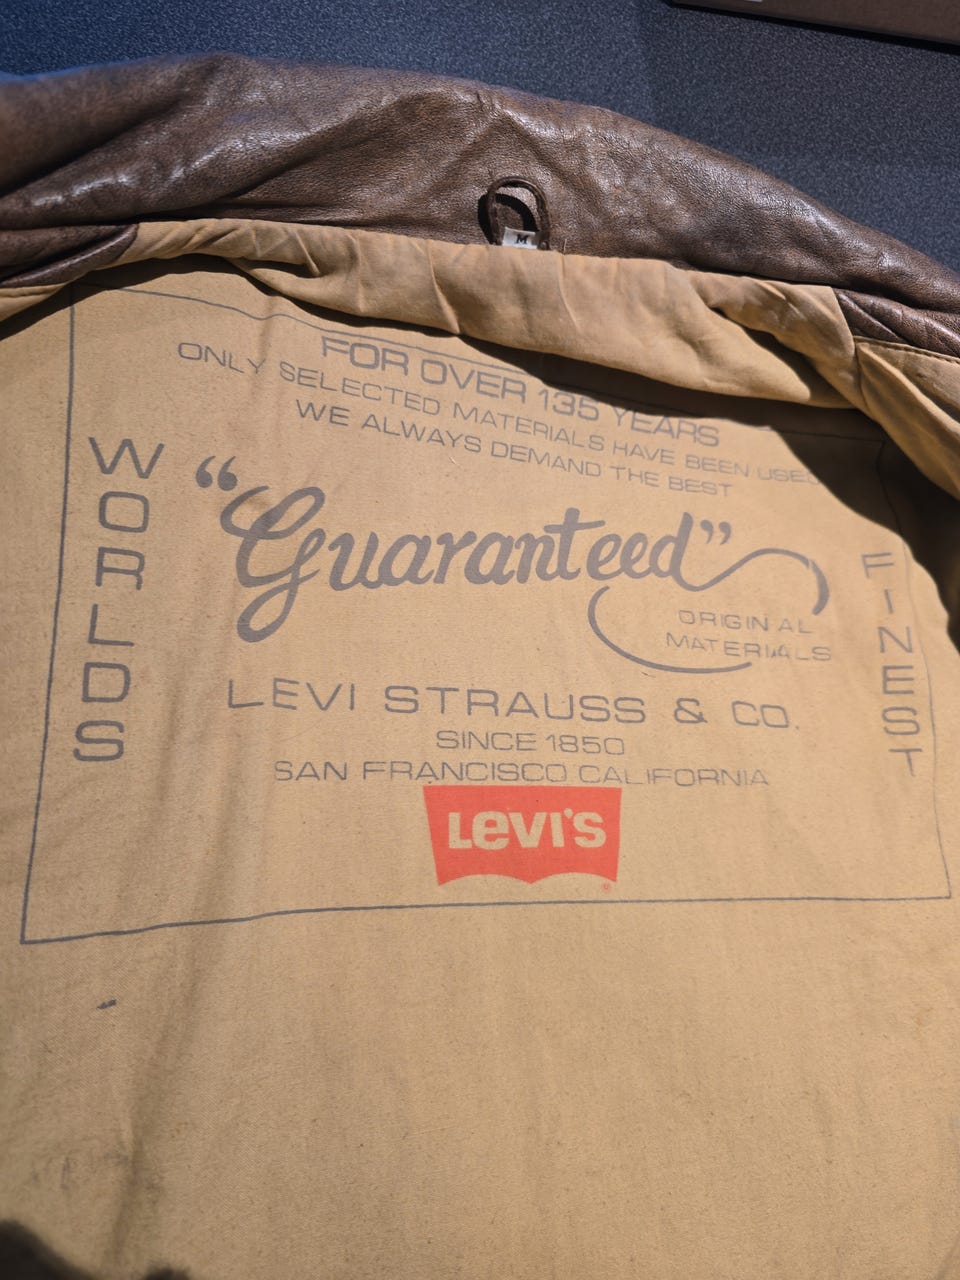 M
FOR OVER 135 YEARS
ONLY SELECTED MATERIALS HAVE BEEN USED
WE ALWAYS DEMAND THE BEST
WORLDS
"Guaranteed"
ORIGINAL
MATERIALS
FINEST
LEVI STRAUSS & CO.
SINCE 1850
SAN FRANCISCO CALIFORNIA
LEVI'S
®